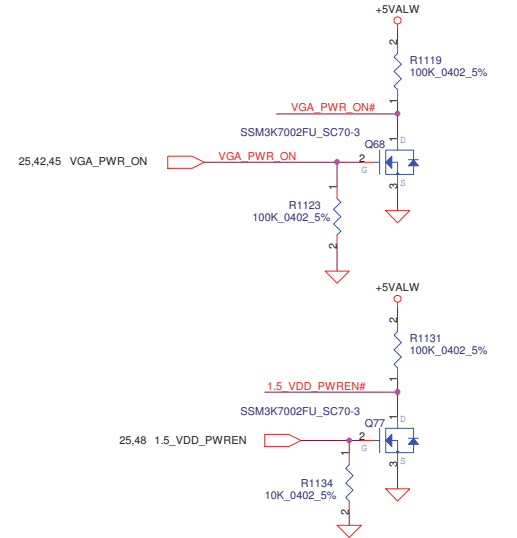 +5VALW
2
R1119
100K_0402_5%
1
VGA_PWR_ON#
SSM3K7002FU_SC70-3
1
D
Q68
25,42,45 VGA_PWR_ON
VGA_PWR_ON
2
G
S
3
1
R1123
100K_0402_5%
2
+5VALW
2
R1131
100K_0402_5%
1
1.5_VDD_PWREN#
SSM3K7002FU_SC70-3
1
D
Q77
25,48 1.5_VDD_PWREN
2
G
S
3
1
R1134
10K_0402_5%
2